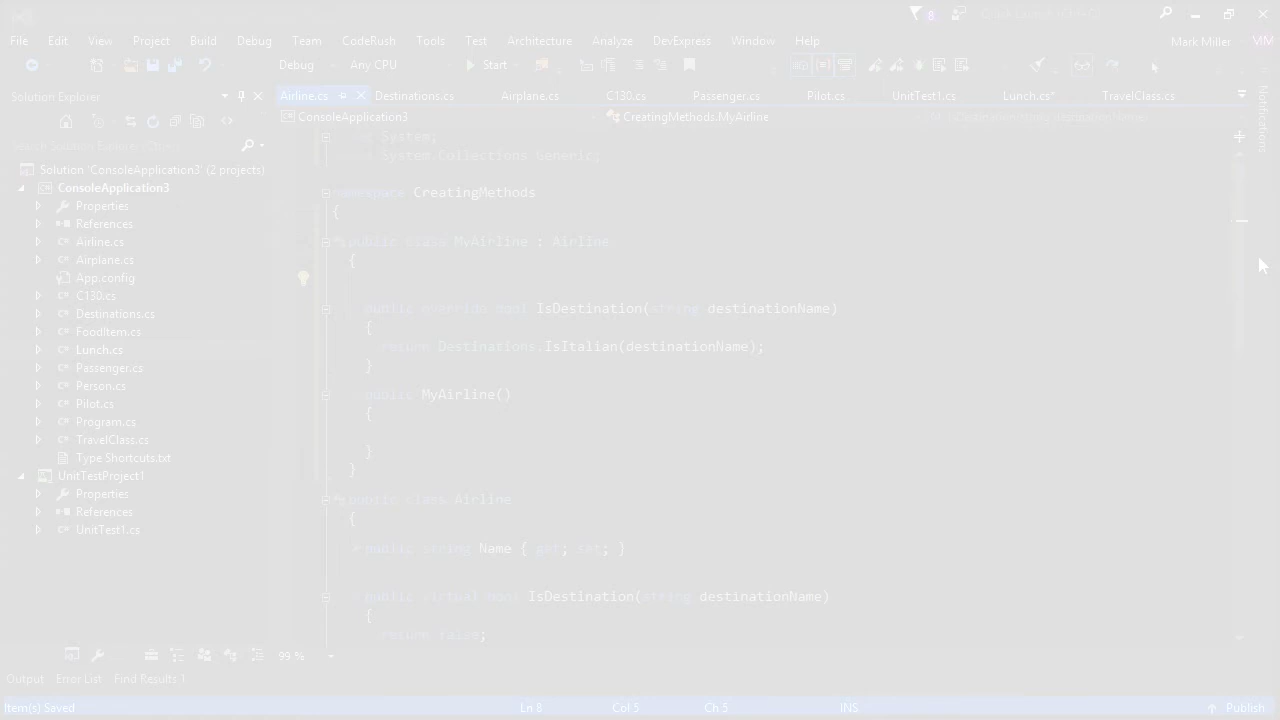 8
File Edit View Project Build Debug Team CodeRush Tools Test Architecture Analyze DevExpress Window Help
Mark Miller MM
Debug Any CPU Start
Solution Explorer
Airline.cs Destinations.cs Airplane.cs C130.cs Passenger.cs Pilot.cs UnitTest1.cs Lunch.cs* TravelClass.cs
Notifications
ConsoleApplication3 CreatingMethods.MyAirline
Search Solution Explorer
System;
System.Collections.Generic;
Solution 'ConsoleApplication3' (2 projects)
ConsoleApplication3
Properties
References
Airline.cs
Airplane.cs
App.config
C130.cs
Destinations.cs
FoodItem.cs
Lunch.cs
Passenger.cs
Person.cs
Pilot.cs
Program.cs
TravelClass.cs
Type Shortcuts.txt
UnitTestProject1
Properties
References
UnitTest1.cs
namespace CreatingMethods
{
public class MyAirline : Airline
{
public override bool IsDestination(string destinationName)
{
return Destinations.IsItalian(destinationName);
}
public MyAirline()
{
}
}
public class Airline
{
public string Name { get; set; }
public virtual bool IsDestination(string destinationName)
{
return false;
99 %
Output Error List Find Results 1
Item(s) Saved Ln 8 Col 5 Ch 5 INS Publish